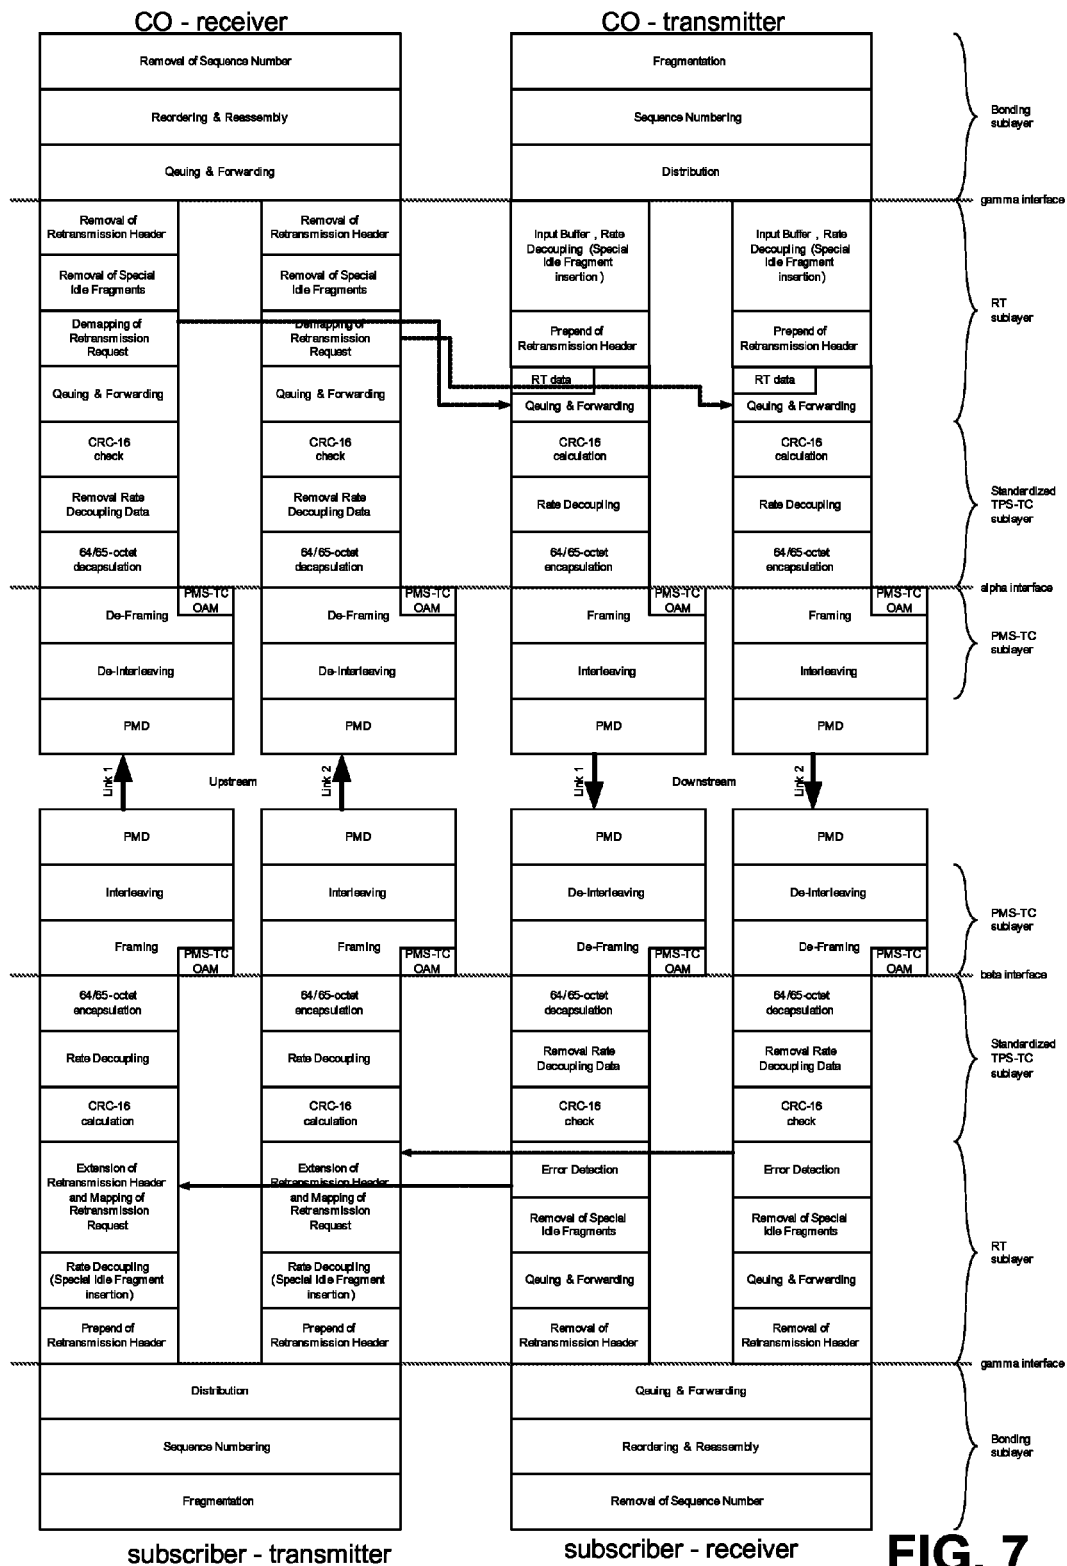 CO - receiver
CO - transmitter
Removal of Sequence Number
Fragmentation
Reordering & Reassembly
Sequence Numbering
Bonding
sublayer
Qeuing & Forwarding
Distribution
gamma interface
Removal of
Retransmission Header
Removal of
Retransmission Header
Input Buffer , Rate
Decoupling (Special
Idle Fragment
insertion )
Input Buffer , Rate
Decoupling (Special
Idle Fragment
insertion )
Removal of Special
Idle Fragments
Removal of Special
Idle Fragments
RT
sublayer
Demapping of
Retransmission
Request
Demapping of
Retransmission
Request
Prepend of
Retransmission Header
Prepend of
Retransmission Header
RT data
RT data
Qeuing & Forwarding
Qeuing & Forwarding
Qeuing & Forwarding
Qeuing & Forwarding
CRC-16
check
CRC-16
check
CRC-16
calculation
CRC-16
calculation
Removal Rate
Decoupling Data
Removal Rate
Decoupling Data
Rate Decoupling
Rate Decoupling
Standardized
TPS-TC
sublayer
64/65-octet
decapsulation
64/65-octet
decapsulation
64/65-octet
encapsulation
64/65-octet
encapsulation
alpha interface
De-Framing
PMS-TC
OAM
De-Framing
PMS-TC
OAM
Framing
PMS-TC
OAM
Framing
PMS-TC
OAM
PMS-TC
sublayer
De-Interleaving
De-Interleaving
Interleaving
Interleaving
PMD
PMD
PMD
PMD
Link 1
Upstream
Link 2
Link 1
Downstream
Link 2
PMD
PMD
PMD
PMD
Interleaving
Interleaving
De-Interleaving
De-Interleaving
PMS-TC
sublayer
Framing
PMS-TC
OAM
Framing
PMS-TC
OAM
De-Framing
PMS-TC
OAM
De-Framing
PMS-TC
OAM
beta interface
64/65-octet
encapsulation
64/65-octet
encapsulation
64/65-octet
decapsulation
64/65-octet
decapsulation
Rate Decoupling
Rate Decoupling
Removal Rate
Decoupling Data
Removal Rate
Decoupling Data
Standardized
TPS-TC
sublayer
CRC-16
calculation
CRC-16
calculation
CRC-16
check
CRC-16
check
Extension of
Retransmission Header
and Mapping of
Retransmission
Request
Extension of
Retransmission Header
and Mapping of
Retransmission
Request
Error Detection
Error Detection
Removal of Special
Idle Fragments
Removal of Special
Idle Fragments
RT
sublayer
Rate Decoupling
(Special Idle Fragment
insertion )
Rate Decoupling
(Special Idle Fragment
insertion )
Qeuing & Forwarding
Qeuing & Forwarding
Prepend of
Retransmission Header
Prepend of
Retransmission Header
Removal of
Retransmission Header
Removal of
Retransmission Header
gamma interface
Distribution
Qeuing & Forwarding
Sequence Numbering
Reordering & Reassembly
Bonding
sublayer
Fragmentation
Removal of Sequence Number
subscriber - transmitter
subscriber - receiver
FIG. 7